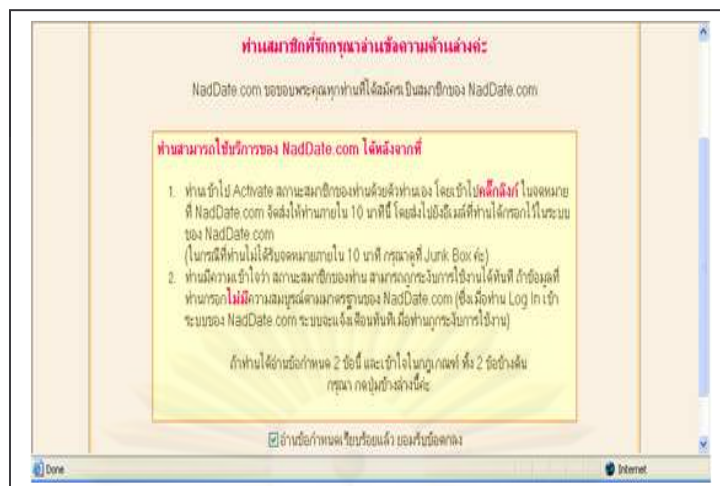 ท่านสมาชิกที่รักกรุณาอ่านข้อความด้านล่างค่ะ
NadDate.com ขอขอบพระคุณทุกท่านที่ได้สมัครเป็นสมาชิกของ NadDate.com
ท่านสามารถใช้บริการของ NadDate.com ได้หลังจากที่
1. ท่านเข้าไป Activate สถานะสมาชิกของท่านด้วยตัวท่านเอง โดยเข้าไปคลิ๊กลิงก์ ในจดหมาย
ที่ NadDate.com จัดส่งให้ท่านภายใน 10 นาทีนี้ โดยส่งไปยังอีเมล์ที่ท่านได้กรอกไว้ในระบบ
ของ NadDate.com
(ในกรณีที่ท่านไม่ได้รับจดหมายภายใน 10 นาที กรุณาดูที่ Junk Box ค่ะ)
2. ท่านมีความเข้าใจว่า สถานะสมาชิกของท่าน สามารถถูกระงับการใช้งานได้ทันที ถ้าข้อมูลที่
ท่านกรอกไม่มีความสมบูรณ์ตามมาตรฐานของ NadDate.com (ซึ่งเมื่อท่าน Log In เข้า
ระบบของ NadDate.com ระบบจะแจ้งเตือนทันทีเมื่อท่านถูกระงับการใช้งาน)
ถ้าท่านได้อ่านข้อกำหนด 2 ข้อนี้ และเข้าใจในกฎเกณฑ์ ทั้ง 2 ข้อข้างต้น
กรุณา กดปุ่มข้างล่างนี้ค่ะ
อ่านข้อกำหนดเรียบร้อยแล้ว ยอมรับข้อตกลง
Done Internet